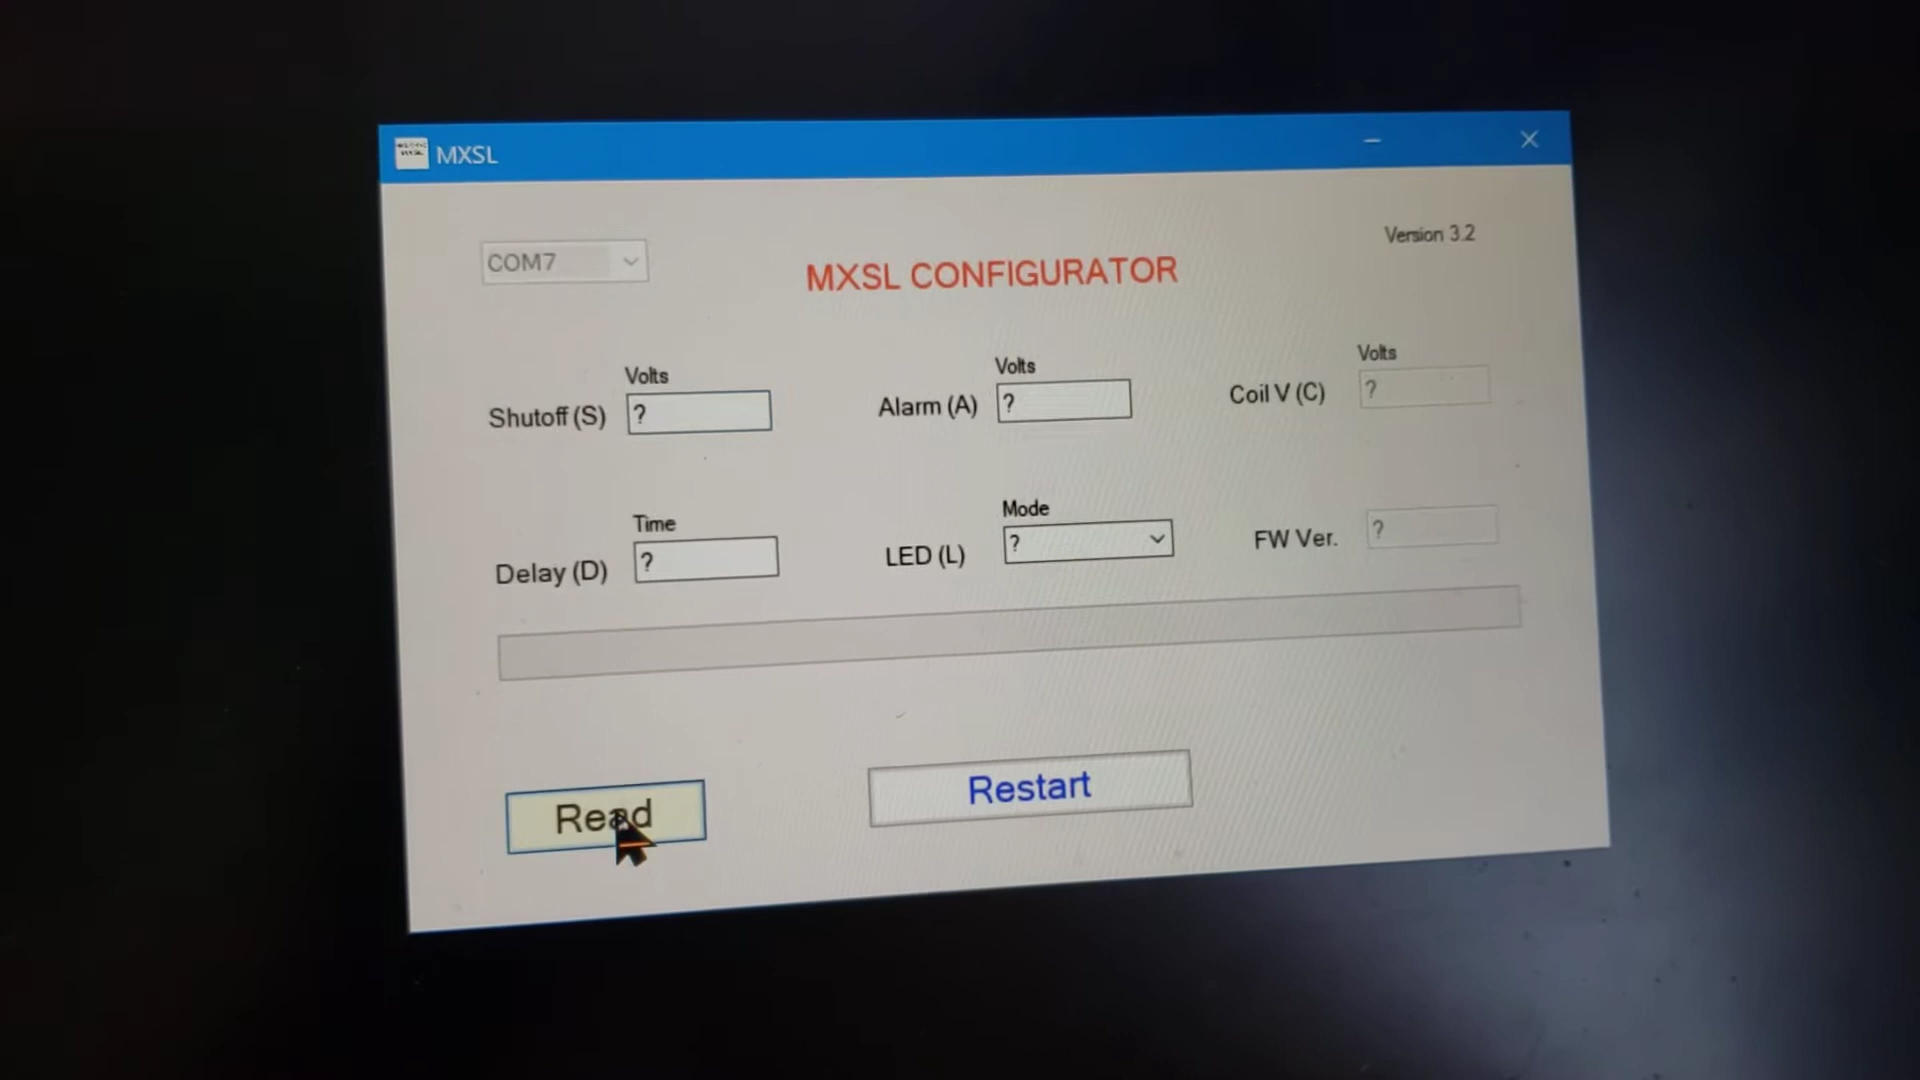 MXSL
Version 3.2
COM7
MXSL CONFIGURATOR
Volts
Volts
Volts
Shutoff (S) ?
Alarm (A) ?
Coil V (C) ?
Time
Mode
Delay (D) ?
LED (L) ?
FW Ver. ?
Read
Restart